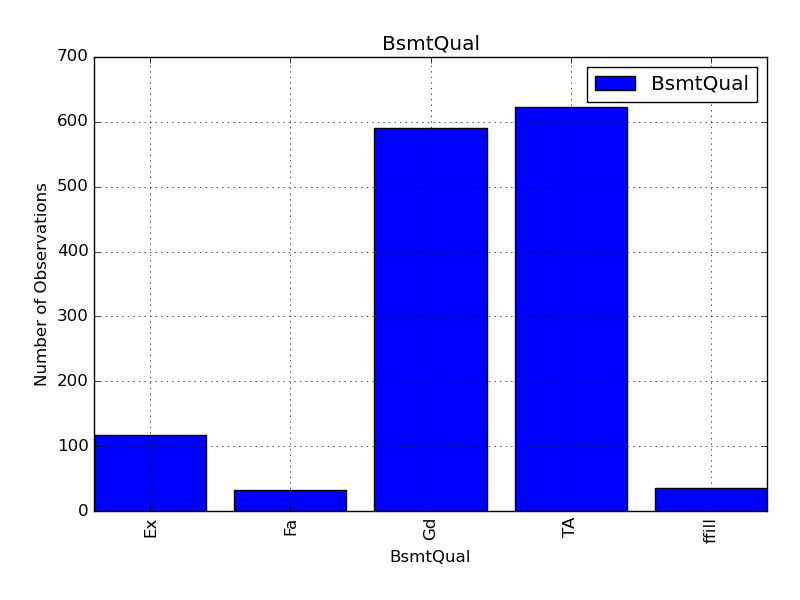 BsmtQual
BsmtQual
700
600
500
400
300
200
100
0
Number of Observations
Ex
Fa
Gd
TA
ffill
BsmtQual